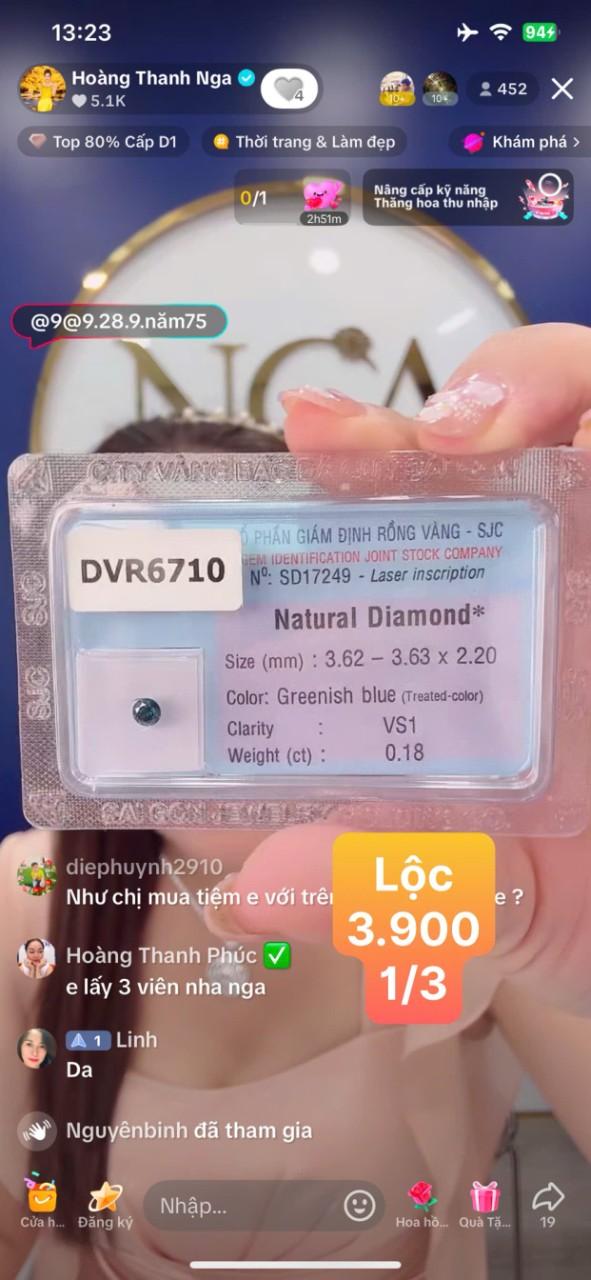 13:23
94
Hoàng Thanh Nga
5.1K
4
10+
10+
452
Top 80% Cấp D1
Thời trang & Làm đẹp
Khám phá >
0/1
2h51m
Nâng cấp kỹ năng
Thăng hoa thu nhập
@9@9.28.9.năm75
NGA
PHẦN GIÁM ĐỊNH RỒNG VÀNG - SJC
GEM IDENTIFICATION JOINT STOCK COMPANY
DVR6710
Nº: SD17249 - Laser inscription
Natural Diamond*
Size (mm) : 3.62 – 3.63 x 2.20
Color: Greenish blue (Treated-color)
Clarity : VS1
Weight (ct) : 0.18
SJC
SJC
diephuynh2910
Như chị mua tiệm e với
e ?
Lộc
3.900
1/3
Hoàng Thanh Phúc ✅
e lấy 3 viên nha nga
1 Linh
Da
Nguyênbinh đã tham gia
Cửa h...
Đăng ký
Nhập...
Hoa hồ...
Quà Tặ...
19